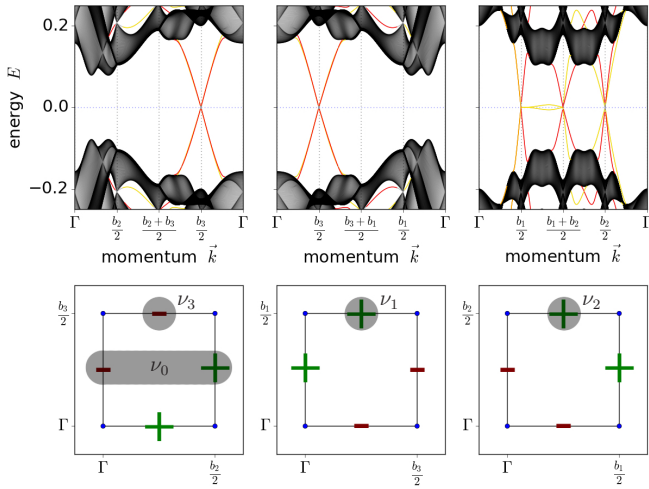 energy E
0.2
0.0
−0.2
Γ b₂/2 (b₂+b₃)/2 b₃/2 Γ
Γ b₃/2 (b₃+b₁)/2 b₁/2 Γ
Γ b₁/2 (b₁+b₂)/2 b₂/2 Γ
momentum k⃗
momentum k⃗
momentum k⃗
b₃/2
ν₃
ν₀
Γ
Γ b₂/2
b₁/2
ν₁
Γ
Γ b₃/2
b₂/2
ν₂
Γ
Γ b₁/2